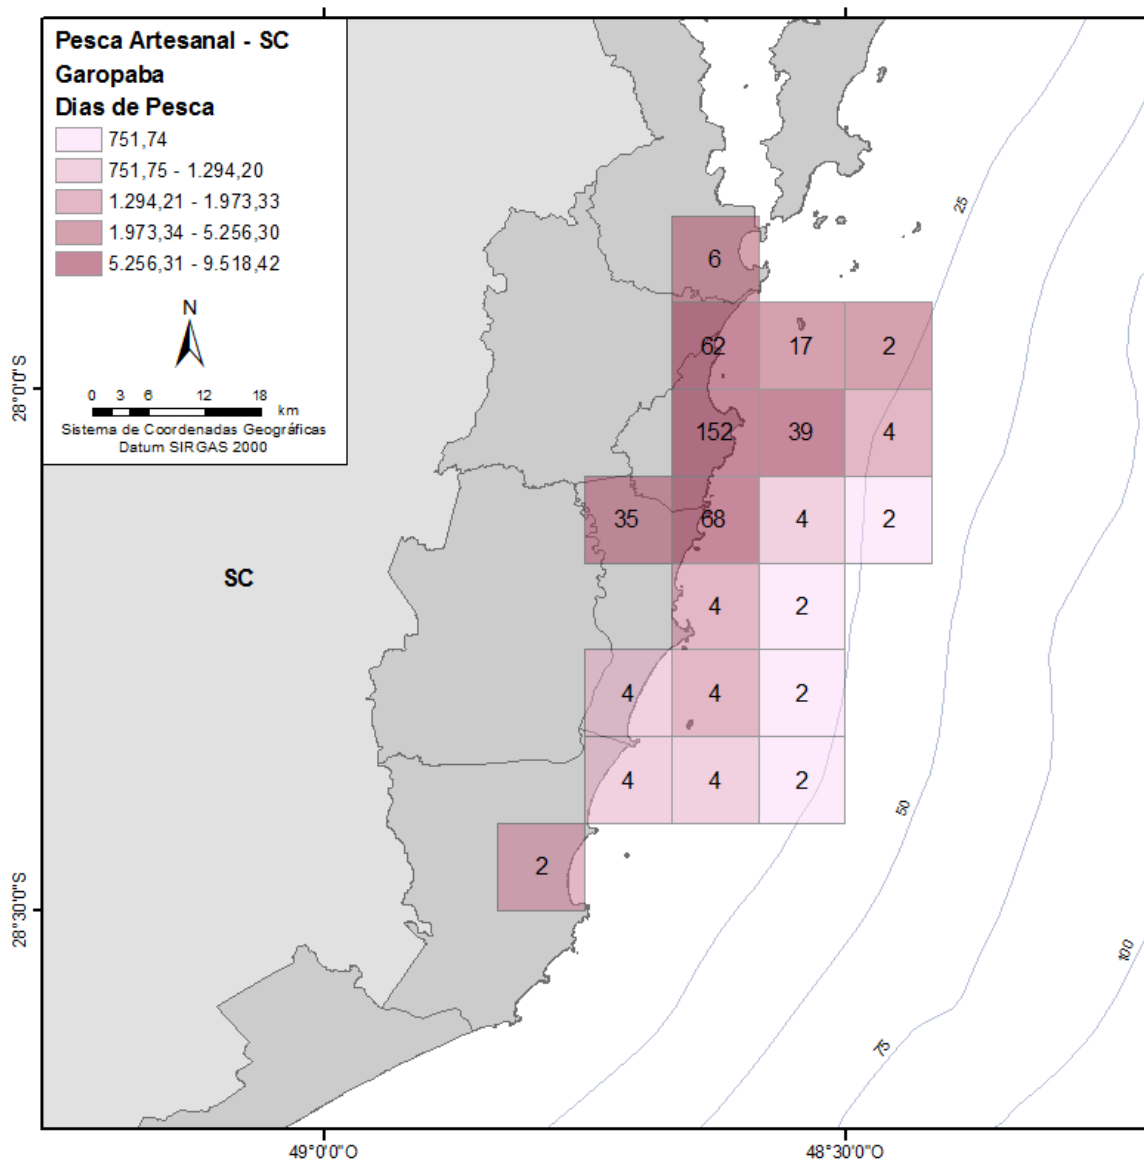 Pesca Artesanal - SC
Garopaba
Dias de Pesca
751,74
751,75 - 1.294,20
1.294,21 - 1.973,33
1.973,34 - 5.256,30
5.256,31 - 9.518,42
N
0 3 6 12 18 km
Sistema de Coordenadas Geográficas
Datum SIRGAS 2000
25
6
62 17 2
28°0'0"S
152 39 4
35 68 4 2
SC
4 2
4 4 2
4 4 2
50
2
28°30'0"S
100
75
49°0'0"O 48°30'0"O